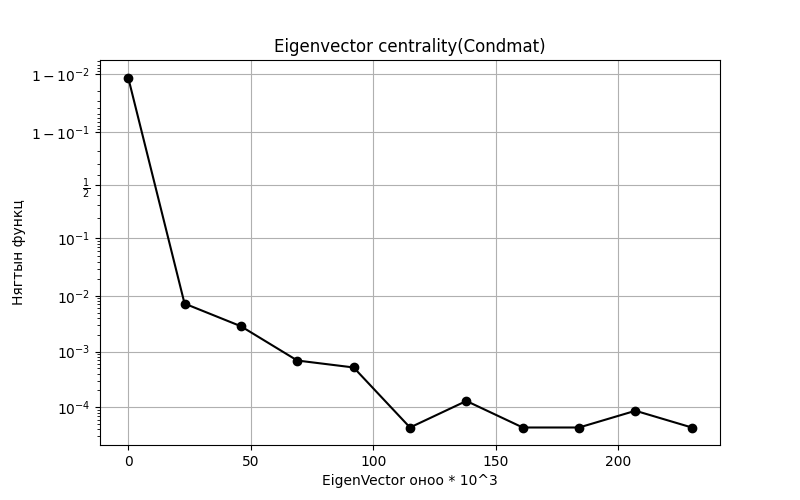 Eigenvector centrality(Condmat)
1 − 10⁻²
1 − 10⁻¹
1/2
10⁻¹
10⁻²
10⁻³
10⁻⁴
Нягтын функц
0 50 100 150 200
EigenVector оноо * 10^3